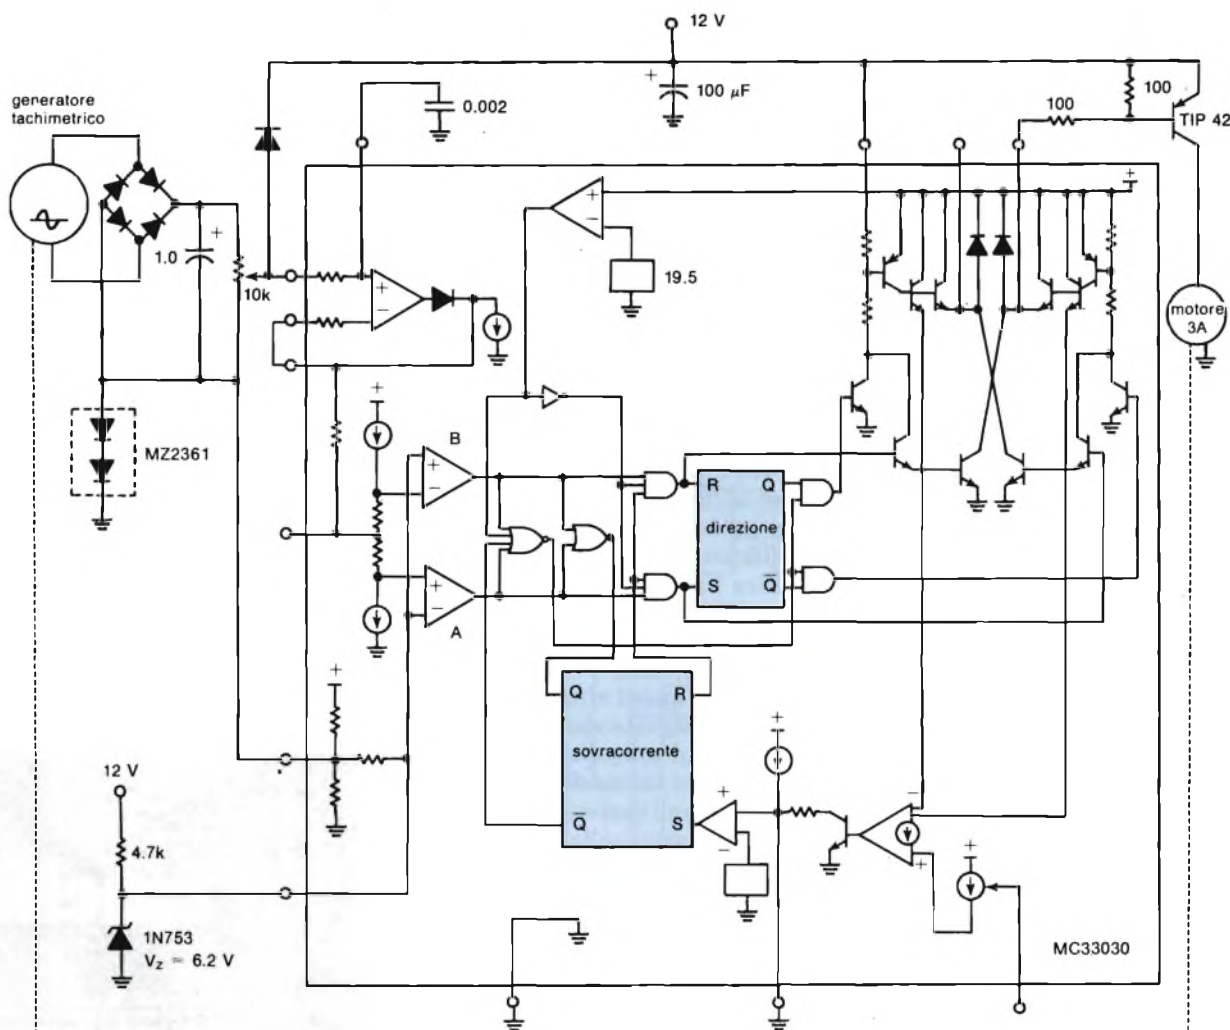 12 V
generatore
tachimetrico
+
100 µF
0.002
100
100
TIP 42
+
1.0
10k
+
−
+
−
19.5
+
motore
3A
MZ2361
+
B
+
−
+
−
A
R
Q
direzione
S
Q̅
+
Q
R
sovracorrente
Q̅
S
+
+
−
−
+
+
12 V
4.7k
1N753
V_z = 6.2 V
MC33030